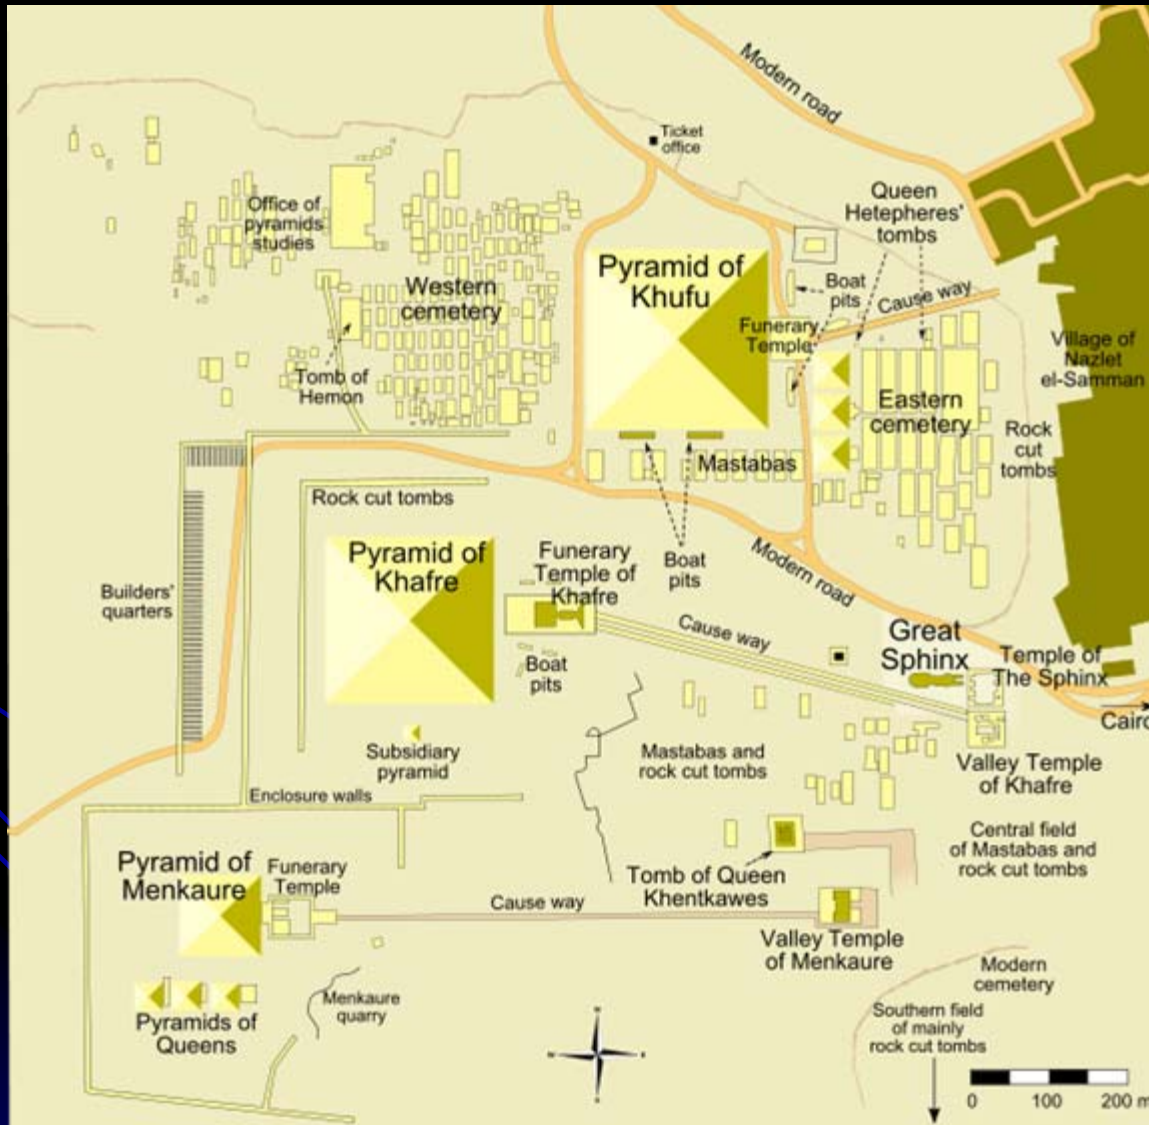 Modern road
Ticket
office
Queen
Hetepheres'
tombs
Office of
pyramids
studies
Pyramid of
Khufu
Boat
pits
Cause way
Western
cemetery
Funerary
Temple
Village of
Nazlet
el-Samman
Tomb of
Hemon
Eastern
cemetery
Rock
cut
tombs
Mastabas
Rock cut tombs
Pyramid of
Khafre
Funerary
Temple of
Khafre
Boat
pits
Modern road
Builders'
quarters
Cause way
Great
Sphinx
Temple of
The Sphinx
Boat
pits
Cairo
Subsidiary
pyramid
Mastabas and
rock cut tombs
Valley Temple
of Khafre
Enclosure walls
Central field
of Mastabas and
rock cut tombs
Pyramid of
Menkaure
Funerary
Temple
Tomb of Queen
Khentkawes
Cause way
Valley Temple
of Menkaure
Modern
cemetery
Menkaure
quarry
Pyramids of
Queens
Southern field
of mainly
rock cut tombs
N
W
E
S
0 100 200 m